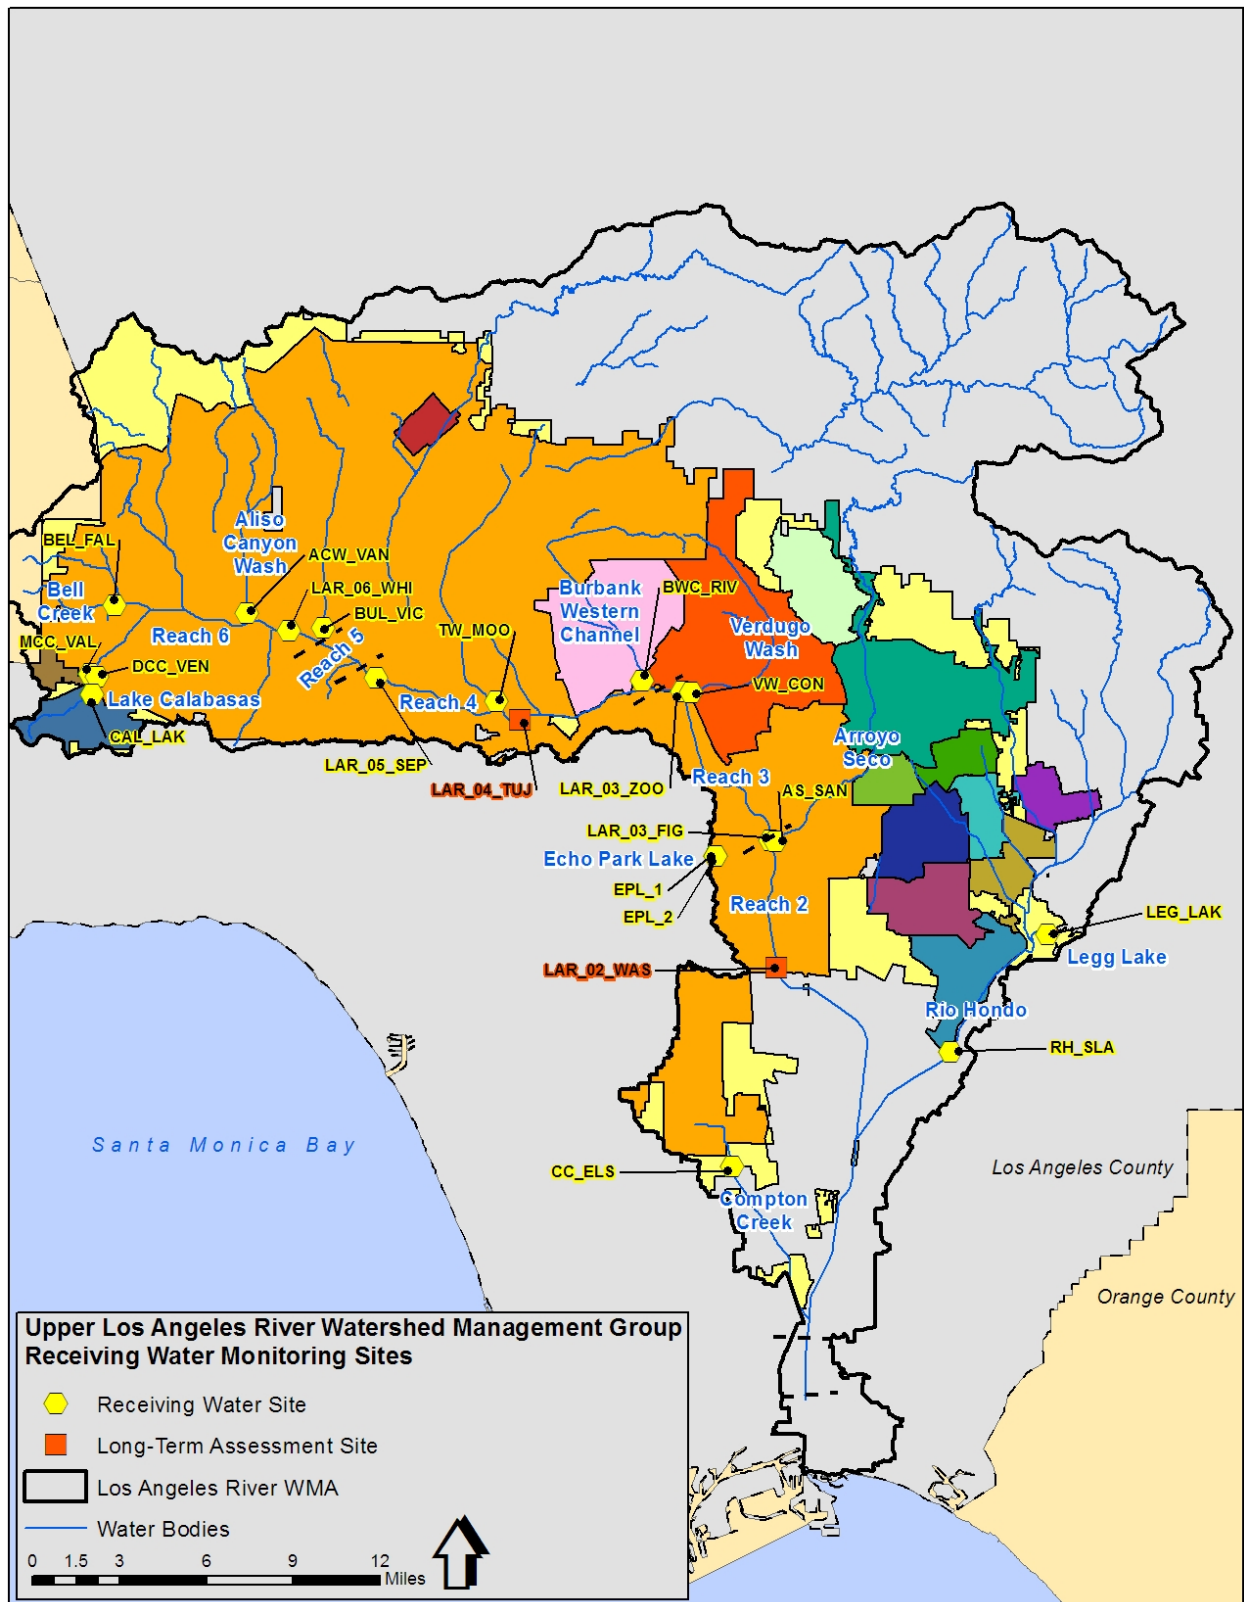 Aliso
Canyon
Wash
BEL_FAL
ACW_VAN
Bell
Creek
LAR_06_WHI
BUL_VIC
Burbank
Western
Channel
BWC_RIV
Reach 6
TW_MOO
Verdugo
Wash
MCC_VAL
DCC_VEN
Reach 5
VW_CON
Lake Calabasas
Reach 4
CAL_LAK
Arroyo
Seco
LAR_05_SEP
Reach 3
LAR_04_TUJ
LAR_03_ZOO
AS_SAN
LAR_03_FIG
Echo Park Lake
EPL_1
Reach 2
EPL_2
LEG_LAK
Legg Lake
LAR_02_WAS
Rio Hondo
RH_SLA
Santa Monica Bay
Los Angeles County
CC_ELS
Compton
Creek
Orange County
Upper Los Angeles River Watershed Management Group
Receiving Water Monitoring Sites
Receiving Water Site
Long-Term Assessment Site
Los Angeles River WMA
Water Bodies
0 1.5 3 6 9 12
Miles